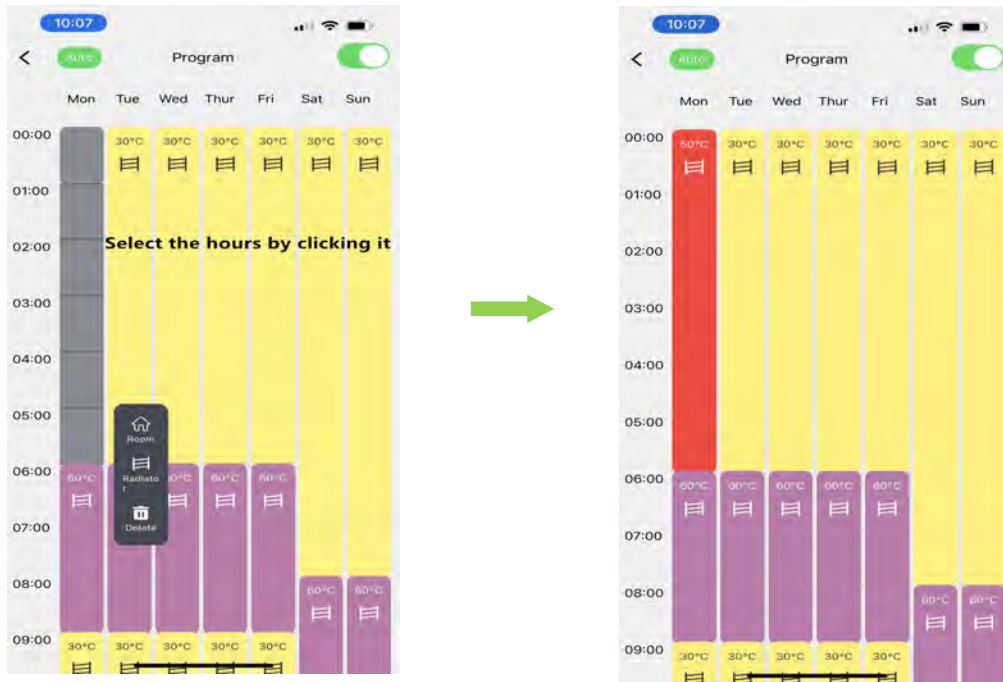 10:07
Auto
Program
Mon Tue Wed Thur Fri Sat Sun
00:00
30°C 30°C 30°C 30°C 30°C 30°C
01:00
02:00
Select the hours by clicking it
03:00
04:00
05:00
Room
06:00
60°C 60°C 60°C 60°C
Radiato
r
07:00
Delete
08:00
60°C 60°C
09:00
30°C 30°C 30°C 30°C 30°C
10:07
Auto
Program
Mon Tue Wed Thur Fri Sat Sun
00:00
30°C 30°C 30°C 30°C 30°C 30°C
01:00
02:00
03:00
04:00
05:00
06:00
60°C 60°C 60°C 60°C 60°C
07:00
08:00
60°C 60°C
09:00
30°C 30°C 30°C 30°C 30°C